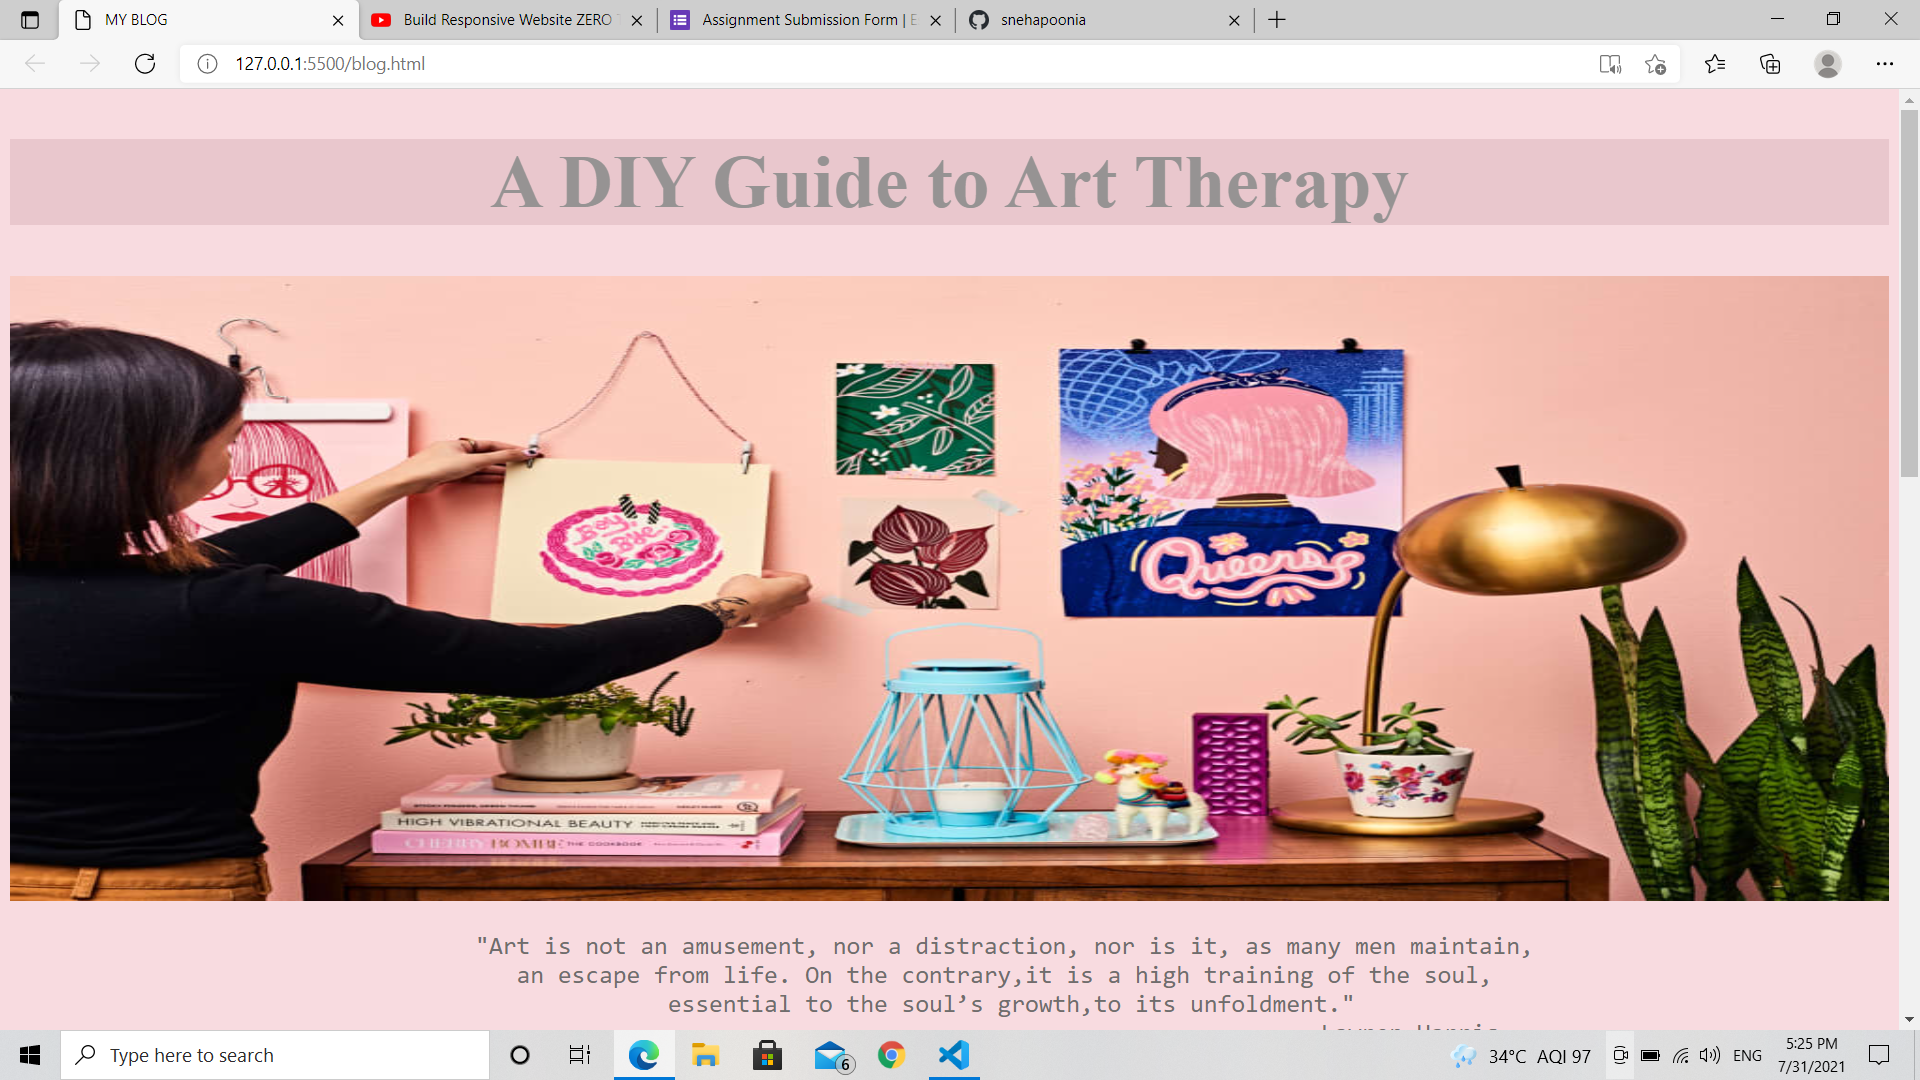 MY BLOG
Build Responsive Website ZERO
Assignment Submission Form | E
snehapoonia
127.0.0.1:5500/blog.html
A DIY Guide to Art Therapy
Boy
Bye
Queens
HIGH VIBRATIONAL BEAUTY
CHERRY BOMBE THE COOKBOOK
"Art is not an amusement, nor a distraction, nor is it, as many men maintain,
an escape from life. On the contrary,it is a high training of the soul,
essential to the soul’s growth,to its unfoldment."
Type here to search
6
34°C AQI 97
ENG
5:25 PM
7/31/2021